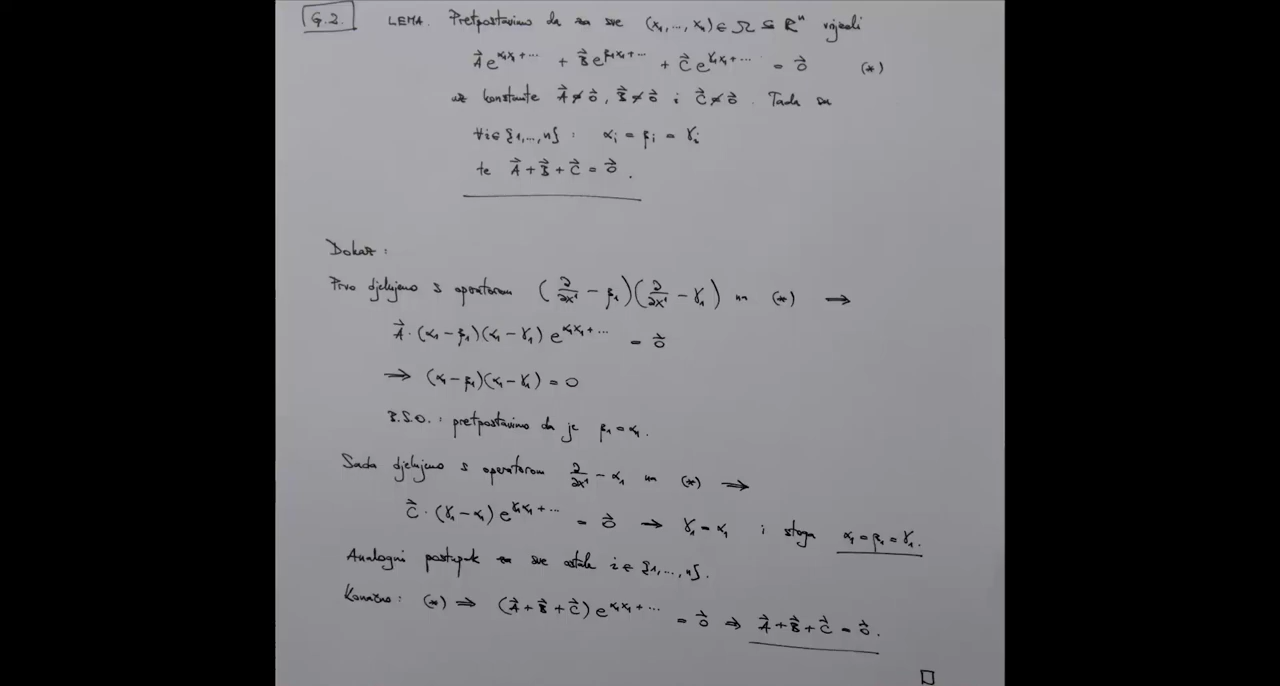 G.2. LEMA. Pretpostavimo da za sve (x₁,...,xₙ) ∈ Ω ⊆ ℝⁿ vrijedi
A⃗ e^{α₁x₁+...} + B⃗ e^{β₁x₁+...} + C⃗ e^{γ₁x₁+...} = 0⃗ (*)
uz konstante A⃗ ≠ 0⃗, B⃗ ≠ 0⃗ i C⃗ ≠ 0⃗. Tada su
∀i∈{1,...,n} : αᵢ = βᵢ = γᵢ
te A⃗ + B⃗ + C⃗ = 0⃗.
Dokaz:
Prvo djelujemo s operatorom (∂/∂x¹ − β₁)(∂/∂x¹ − γ₁) na (*) ⟹
A⃗ · (α₁−β₁)(α₁−γ₁) e^{α₁x₁+...} = 0⃗
⟹ (α₁−β₁)(α₁−γ₁) = 0
B.S.O.: pretpostavimo da je β₁ = α₁.
Sada djelujemo s operatorom ∂/∂x¹ − α₁ na (*) ⟹
C⃗ · (γ₁−α₁) e^{γ₁x₁+...} = 0⃗ ⟹ γ₁ = α₁ i stoga α₁ = β₁ = γ₁.
Analogni postupak za sve ostale i ∈ {1,...,n}.
Konačno: (*) ⟹ (A⃗ + B⃗ + C⃗) e^{α₁x₁+...} = 0⃗ ⟹ A⃗ + B⃗ + C⃗ = 0⃗.
□